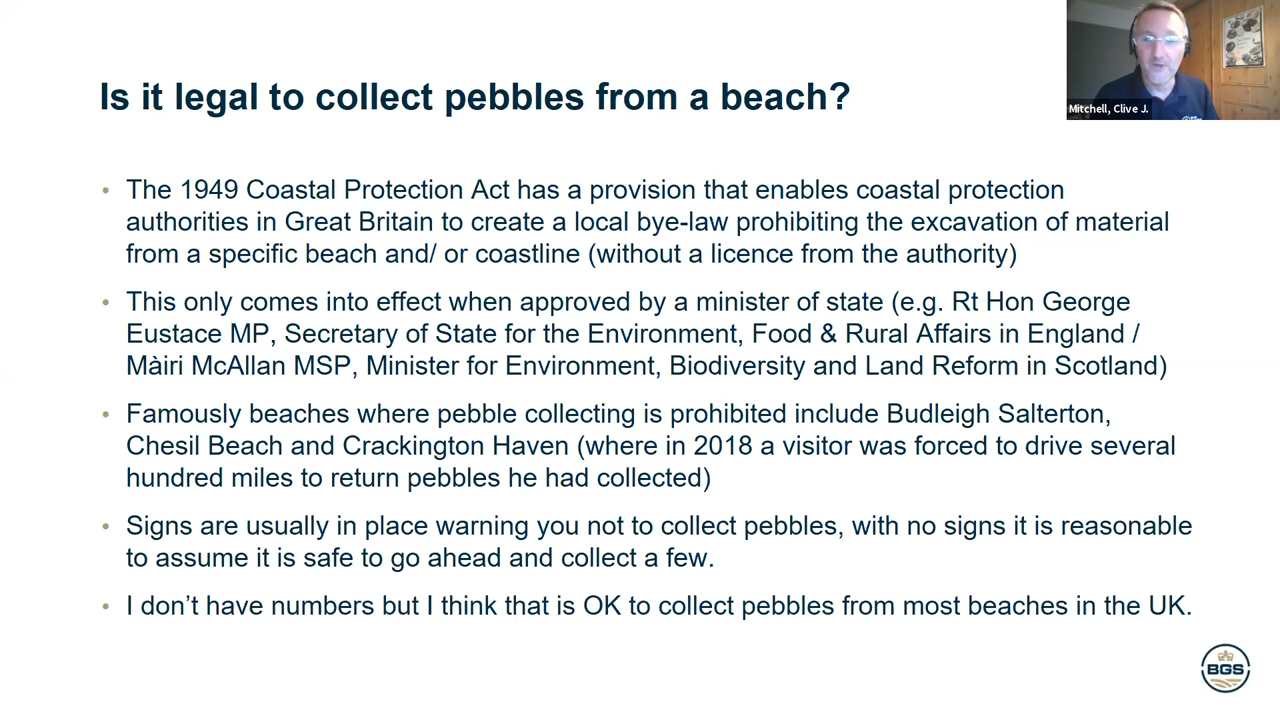 Is it legal to collect pebbles from a beach?
Mitchell, Clive J.
• The 1949 Coastal Protection Act has a provision that enables coastal protection
authorities in Great Britain to create a local bye-law prohibiting the excavation of material
from a specific beach and/ or coastline (without a licence from the authority)
• This only comes into effect when approved by a minister of state (e.g. Rt Hon George
Eustace MP, Secretary of State for the Environment, Food & Rural Affairs in England /
Màiri McAllan MSP, Minister for Environment, Biodiversity and Land Reform in Scotland)
• Famously beaches where pebble collecting is prohibited include Budleigh Salterton,
Chesil Beach and Crackington Haven (where in 2018 a visitor was forced to drive several
hundred miles to return pebbles he had collected)
• Signs are usually in place warning you not to collect pebbles, with no signs it is reasonable
to assume it is safe to go ahead and collect a few.
• I don’t have numbers but I think that is OK to collect pebbles from most beaches in the UK.
BGS